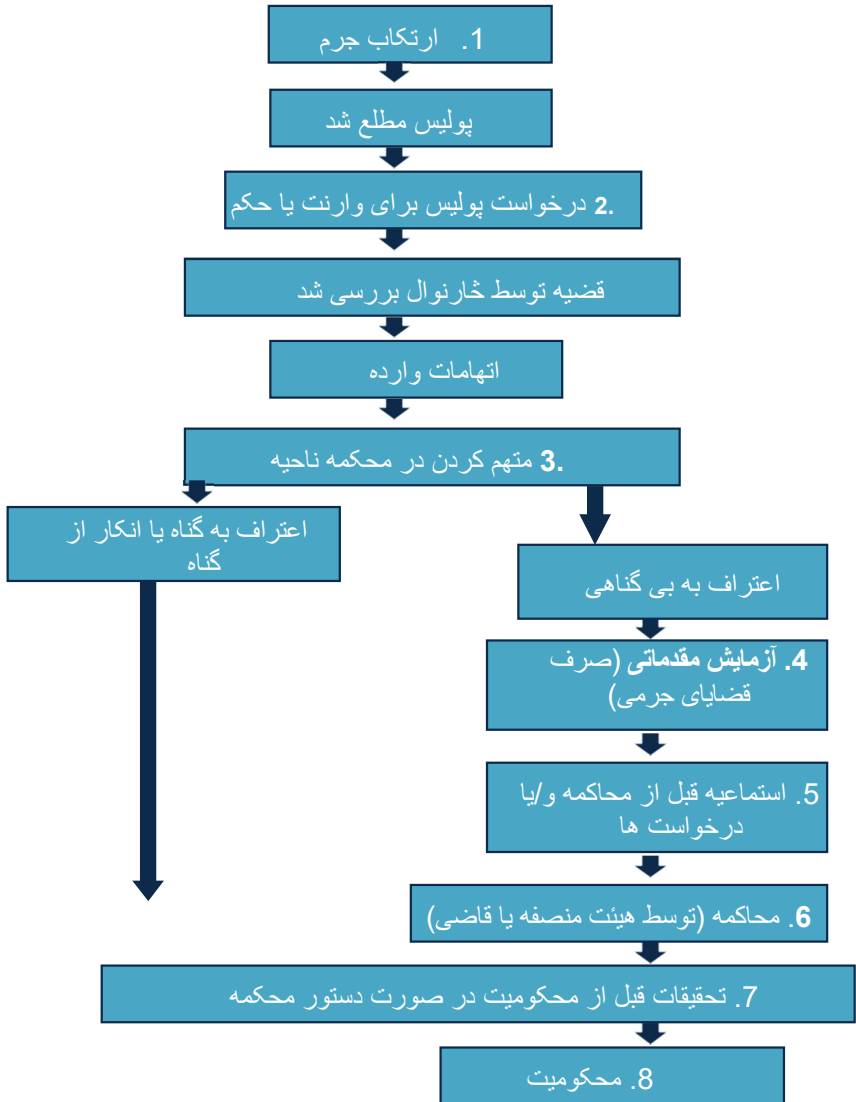 1. ارتکاب جرم
پولیس مطلع شد
2. درخواست پولیس برای وارنت یا حکم
قضیه توسط څارنوال بررسی شد
اتهامات وارده
3. متهم کردن در محکمه ناحیه
اعتراف به گناه یا انکار از
گناه
اعتراف به بی گناهی
4. آزمایش مقدماتی (صرف
قضایای جرمی)
5. استماعیه قبل از محاکمه و/یا
درخواست ها
6. محاکمه (توسط هیئت منصفه یا قاضی)
7. تحقیقات قبل از محکومیت در صورت دستور محکمه
8. محکومیت